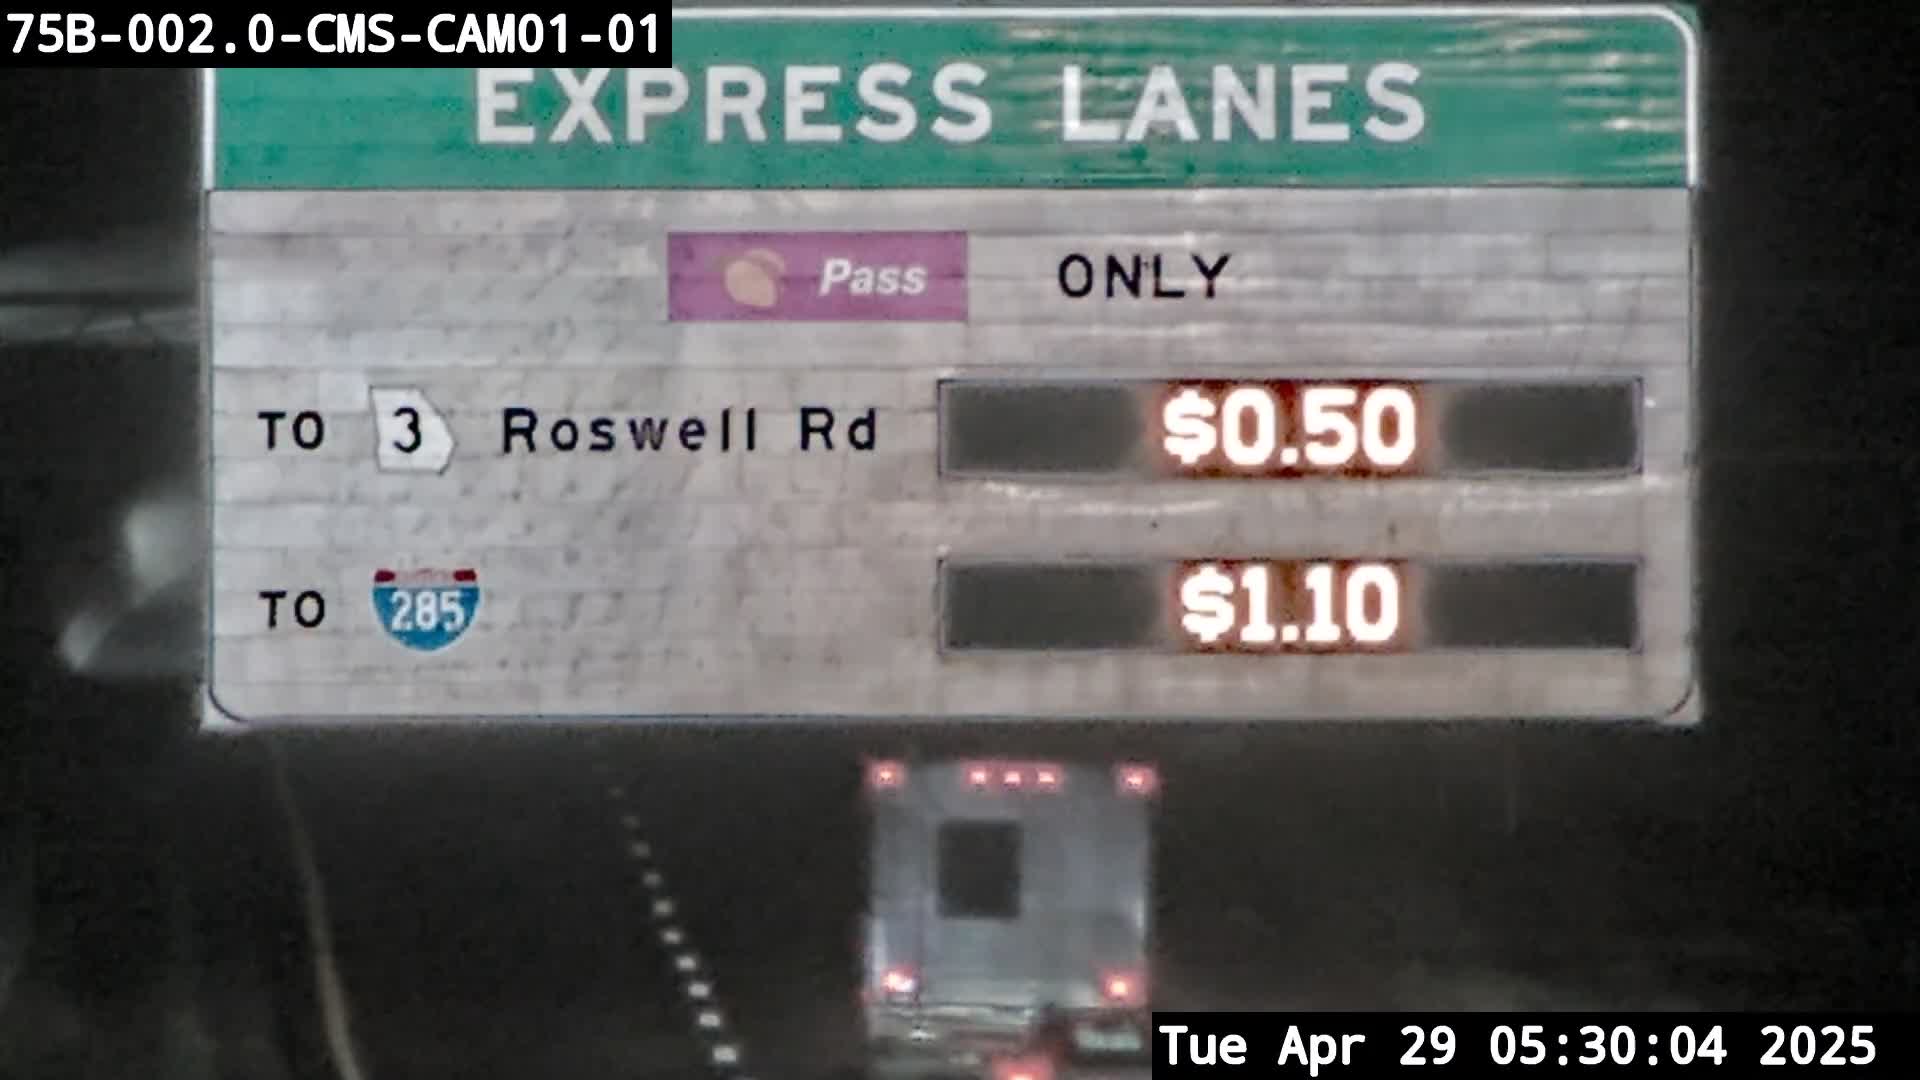 75B-002.0-CMS-CAM01-01
EXPRESS LANES
Pass ONLY
TO 3 Roswell Rd $0.50
TO 285 $1.10
Tue Apr 29 05:30:04 2025